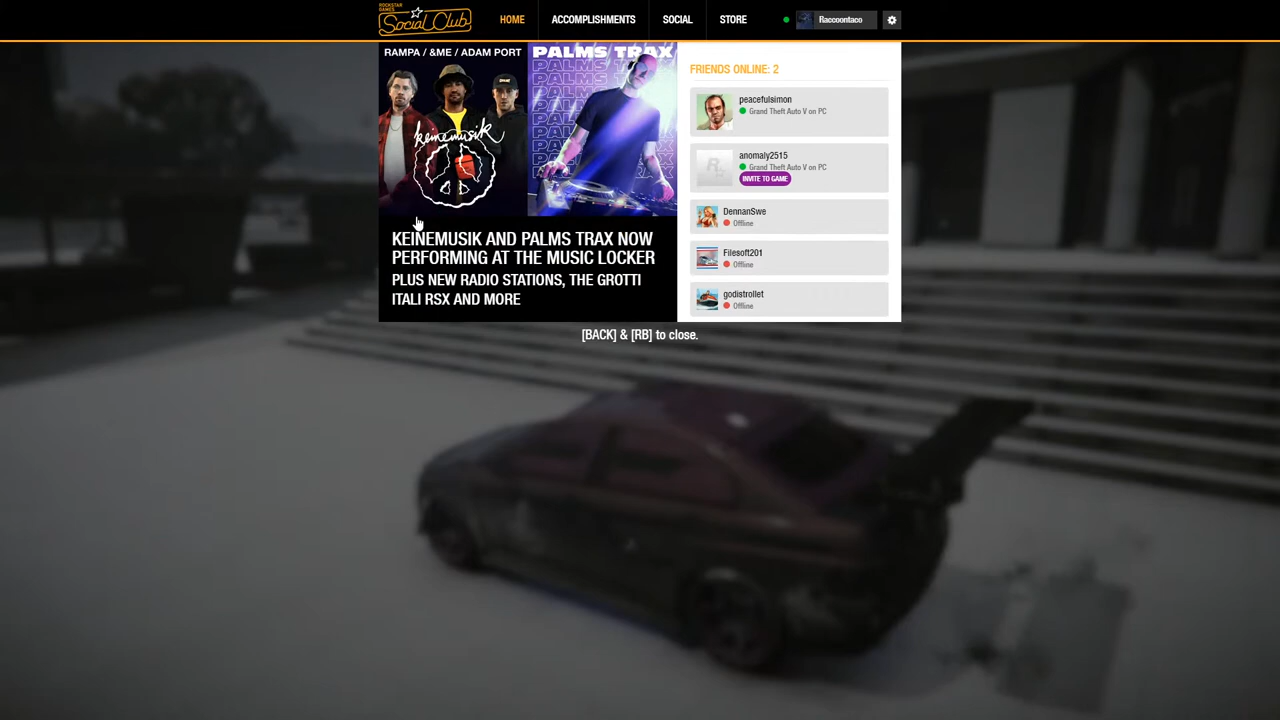 ROCKSTAR
GAMES
Social Club
HOME
ACCOMPLISHMENTS
SOCIAL
STORE
Raccoontaco
RAMPA / &ME / ADAM PORT
keinemusik
PALMS TRAX
PALMS TRAX
KEINEMUSIK AND PALMS TRAX NOW
PERFORMING AT THE MUSIC LOCKER
PLUS NEW RADIO STATIONS, THE GROTTI
ITALI RSX AND MORE
FRIENDS ONLINE: 2
peacefulsimon
Grand Theft Auto V on PC
anomaly2515
Grand Theft Auto V on PC
INVITE TO GAME
DennanSwe
Offline
Filesoft201
Offline
godistrollet
Offline
[BACK] & [RB] to close.